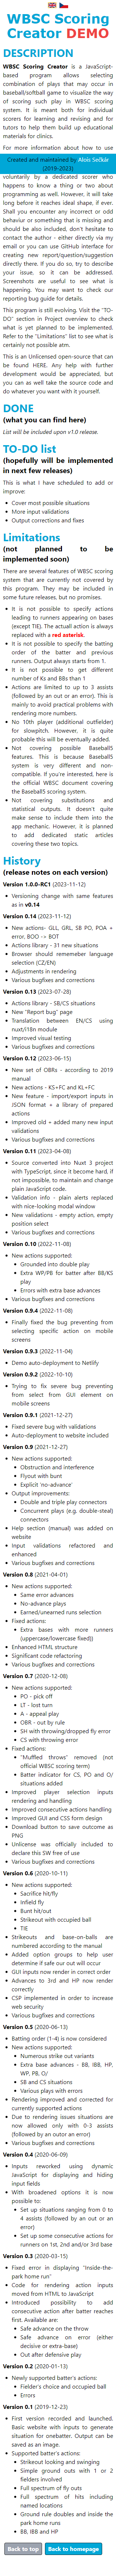 WBSC Scoring
Creator DEMO
DESCRIPTION
WBSC Scoring Creator is a JavaScript-
based program allows selecting
combination of plays that may occur in
baseball/softball game to visualize the way
of scoring such play in WBSC scoring
system. It is meant both for individual
scorers for learning and revising and for
tutors to help them build up educational
materials for clinics.
For more information about how to use
Created and maintained by Alois Sečkár
(2019-2023)
voluntarily by a dedicated scorer who
happens to know a thing or two about
programming as well. However, it will take
long before it reaches ideal shape, if ever.
Shall you encounter any incorrect or odd
behaviour or something that is missing and
should be also included, don't hesitate to
contact the author - either directly via my
email or you can use GitHub interface for
creating new report/question/suggestion
directly there. If you do so, try to describe
the issue, so it can be addressed.
Screenshots are useful to see what is
happening. You may want to check our
reporting bug guide for details.
This program is still evolving. Visit the "TO-
DO" section in Project overview to check
what is yet planned to be implemented.
Refer to the "Limitations" list to see what is
certainly not possible atm.
This is an Unlicensed open-source that can
be found HERE. Any help with further
development would be appreciated, but
you can as well take the source code and
do whatever you want with it yourself.
DONE
(what you can find here)
List will be included upon v1.0 release.
TO-DO list
(hopefully will be implemented
in next few releases)
This is what I have scheduled to add or
improve:
Cover most possible situations
More input validations
Output corrections and fixes
Limitations
(not planned to be
implemented soon)
There are several features of WBSC scoring
system that are currently not covered by
this program. They may be included in
some future releases, but no promises.
It is not possible to specify actions
leading to runners appearing on bases
(except TIE). The actuall action is always
replaced with a red asterisk.
It is not possible to specify the batting
order of the batter and previous
runners. Output always starts from 1.
It is not possible to get different
number of Ks and BBs than 1
Actions are limited to up to 3 assists
(followed by an out or an error). This is
mainly to avoid practical problems with
rendering more numbers.
No 10th player (additional outfielder)
for slowpitch. However, it is quite
probable this will be eventually added.
Not covering possible Baseball5
features. This is because Baseball5
system is very different and non-
compatible. If you're interested, here is
the official WBSC document covering
the Baseball5 scoring system.
Not covering substitutions and
statistical outputs. It doesn't quite
make sense to include them into the
app mechanic. However, it is planned
to add dedicated static articles
covering these two topics.
History
(release notes on each version)
Version 1.0.0-RC1 (2023-11-12)
Versioning change with same features
as in v0.14
Version 0.14 (2023-11-12)
New actions- GLL, GRL, SB PO, POA +
error, BOO -> BOT
Actions library - 31 new situations
Browser should rememeber language
selection (CZ/EN)
Adjustments in rendering
Various bugfixes and corrections
Version 0.13 (2023-07-28)
Actions library - SB/CS situations
New "Report bug" page
Translation between EN/CS using
nuxt/i18n module
Improved visual testing
Various bugfixes and corrections
Version 0.12 (2023-06-15)
New set of OBRs - according to 2019
manual
New actions - KS+FC and KL+FC
New feature - import/export inputs in
JSON format + a library of prepared
actions
Improved old + added many new input
validations
Various bugfixes and corrections
Version 0.11 (2023-04-08)
Source converted into Nuxt 3 project
with TypeScript, since it become hard, if
not impossible, to maintain and change
plain JavaScript code.
Validation info - plain alerts replaced
with nice-looking modal window
New validations - empty action, empty
position select
Various bugfixes and corrections
Version 0.10 (2022-11-08)
New actions supported:
Grounded into double play
Extra WP/PB for batter after BB/KS
play
Errors with extra base advances
Various bugfixes and corrections
Version 0.9.4 (2022-11-08)
Finally fixed the bug preventing from
selecting specific action on mobile
screens
Version 0.9.3 (2022-11-04)
Demo auto-deployment to Netlify
Version 0.9.2 (2022-10-10)
Trying to fix severe bug preventing
from select from GUI element on
mobile screens
Version 0.9.1 (2021-12-27)
Fixed severe bug with validations
Auto-deployment to website included
Version 0.9 (2021-12-27)
New actions supported:
Obstruction and interference
Flyout with bunt
Explicit 'no-advance'
Output improvements:
Double and triple play connectors
Concurrent plays (e.g. double-steal)
connectors
Help section (manual) was added on
website
Input validations refactored and
enhanced
Various bugfixes and corrections
Version 0.8 (2021-04-01)
New actions supported:
Same error advances
No-advance plays
Earned/unearned runs selection
Fixed actions:
Extra bases with more runners
(uppercase/lowercase fixed)]
Enhanced HTML structure
Significant code refactoring
Various bugfixes and corrections
Version 0.7 (2020-12-08)
New actions supported:
PO - pick off
LT - lost turn
A - appeal play
OBR - out by rule
SH with throwing/dropped fly error
CS with throwing error
Fixed actions:
"Muffled throws" removed (not
official WBSC scoring term)
Batter indicator for CS, PO and O/
situations added
Improved player selection inputs
rendering and handling
Improved consecutive actions handling
Improved GUI and CSS form design
Download button to save outcome as
PNG
Unlicense was officially included to
declare this SW free of use
Various bugfixes and corrections
Version 0.6 (2020-10-11)
New actions supported:
Sacrifice hit/fly
Infield fly
Bunt hit/out
Strikeout with occupied ball
TIE
Strikeouts and base-on-balls are
numbered according to the manual
Added option groups to help user
determine if safe our out will occur
GUI inputs now render in correct order
Advances to 3rd and HP now render
correctly
CSP implemented in order to increase
web security
Various bugfixes and corrections
Version 0.5 (2020-06-13)
Batting order (1-4) is now considered
New actions supported:
Numerous strike out variants
Extra base advances - BB, IBB, HP,
WP, PB, O/
SB and CS situations
Various plays with errors
Rendering improved and corrected for
currently supported actions
Due to rendering issues situations are
now allowed only with 0-3 assists
(followed by an outor an error)
Various bugfixes and corrections
Version 0.4 (2020-06-09)
Inputs reworked using dynamic
JavaScript for displaying and hiding
input fields
With broadened options it is now
possible to:
Set up situations ranging from 0 to
4 assists (followed by an out or an
error)
Set up some consecutive actions for
runners on 1st, 2nd and/or 3rd base
Version 0.3 (2020-03-15)
Fixed error in displaying "Inside-the-
park home run"
Code for rendering action inputs
moved from HTML to JavaScript
Introduced possibility to add
consecutive action after batter reaches
first. Available are:
Safe advance on the throw
Safe advance on error (either
decisive or extra-base)
Out after defensive play
Version 0.2 (2020-01-13)
Newly supported batter's actions:
Fielder's choice and occupied ball
Errors
Version 0.1 (2019-12-23)
First version recorded and launched.
Basic website with inputs to generate
situation for onebatter. Output can be
saved as an image.
Supported batter's actions:
Strikeout looking and swinging
Simple ground outs with 1 or 2
fielders involved
Full spectrum of fly outs
Full spectrum of hits including
named locations
Ground rule doubles and inside the
park home runs
BB, IBB and HP
Back to top Back to homepage